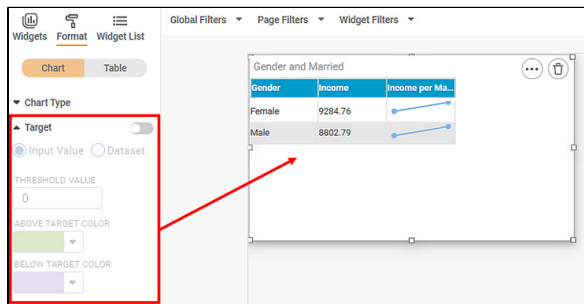 Widgets Format Widget List
Global Filters Page Filters Widget Filters
Chart Table
Chart Type
Target
Input Value Dataset
THRESHOLD VALUE
0
ABOVE TARGET COLOR
BELOW TARGET COLOR
Gender and Married
Gender Income Income per Ma...
Female 9284.76
Male 8802.79